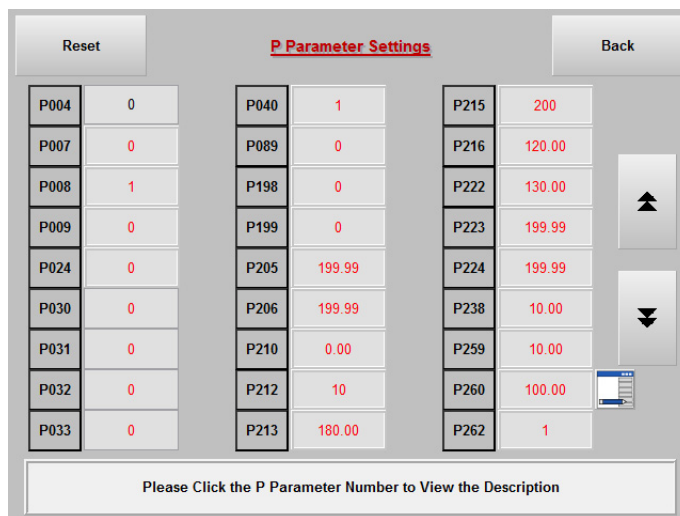 Reset P Parameter Settings Back
P004 0 P040 1 P215 200
P007 0 P089 0 P216 120.00
P008 1 P198 0 P222 130.00
P009 0 P199 0 P223 199.99
P024 0 P205 199.99 P224 199.99
P030 0 P206 199.99 P238 10.00
P031 0 P210 0.00 P259 10.00
P032 0 P212 10 P260 100.00
P033 0 P213 180.00 P262 1
Please Click the P Parameter Number to View the Description